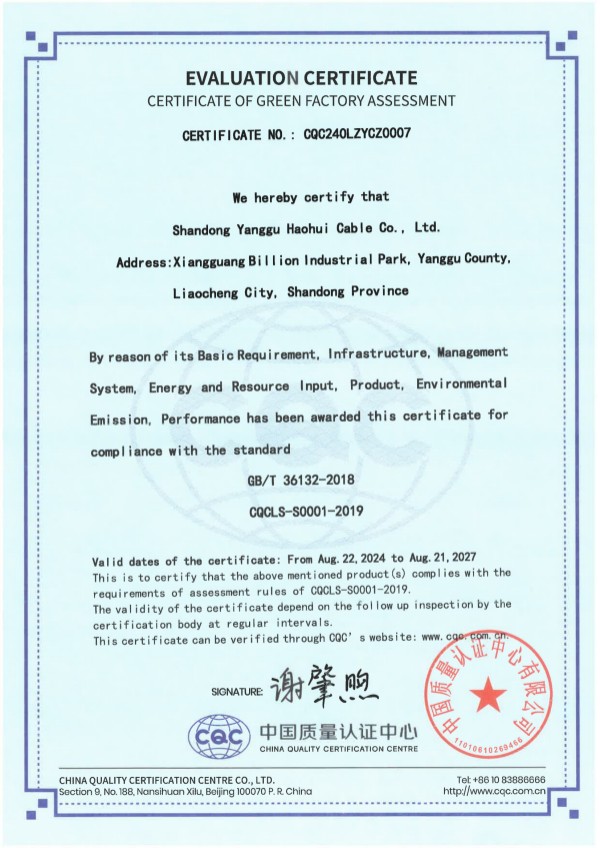 EVALUATION CERTIFICATE
CERTIFICATE OF GREEN FACTORY ASSESSMENT
CERTIFICATE NO.: CQC24OLZYCZ0007
We hereby certify that
Shandong Yanggu Haohui Cable Co., Ltd.
Address:Xiangguang Billion Industrial Park, Yanggu County,
Liaocheng City, Shandong Province
By reason of its Basic Requirement, Infrastructure, Management
System, Energy and Resource Input, Product, Environmental
Emission, Performance has been awarded this certificate for
compliance with the standard
GB/T 36132-2018
CQCLS-S0001-2019
Valid dates of the certificate: From Aug. 22, 2024 to Aug. 21, 2027
This is to certify that the above mentioned product(s) complies with the
requirements of assessment rules of CQCLS-S0001-2019.
The validity of the certificate depend on the follow up inspection by the
certification body at regular intervals.
This certificate can be verified through CQC's website: www.cqc.com.cn.
SIGNATURE: 谢肇煦
中国质量认证中心有限公司
11010610269466
CQC 中国质量认证中心
CHINA QUALITY CERTIFICATION CENTRE
CHINA QUALITY CERTIFICATION CENTRE CO., LTD.
Section 9, No. 188, Nansihuan Xilu, Beijing 100070 P. R. China
Tel: +86 10 83886666
http://www.cqc.com.cn